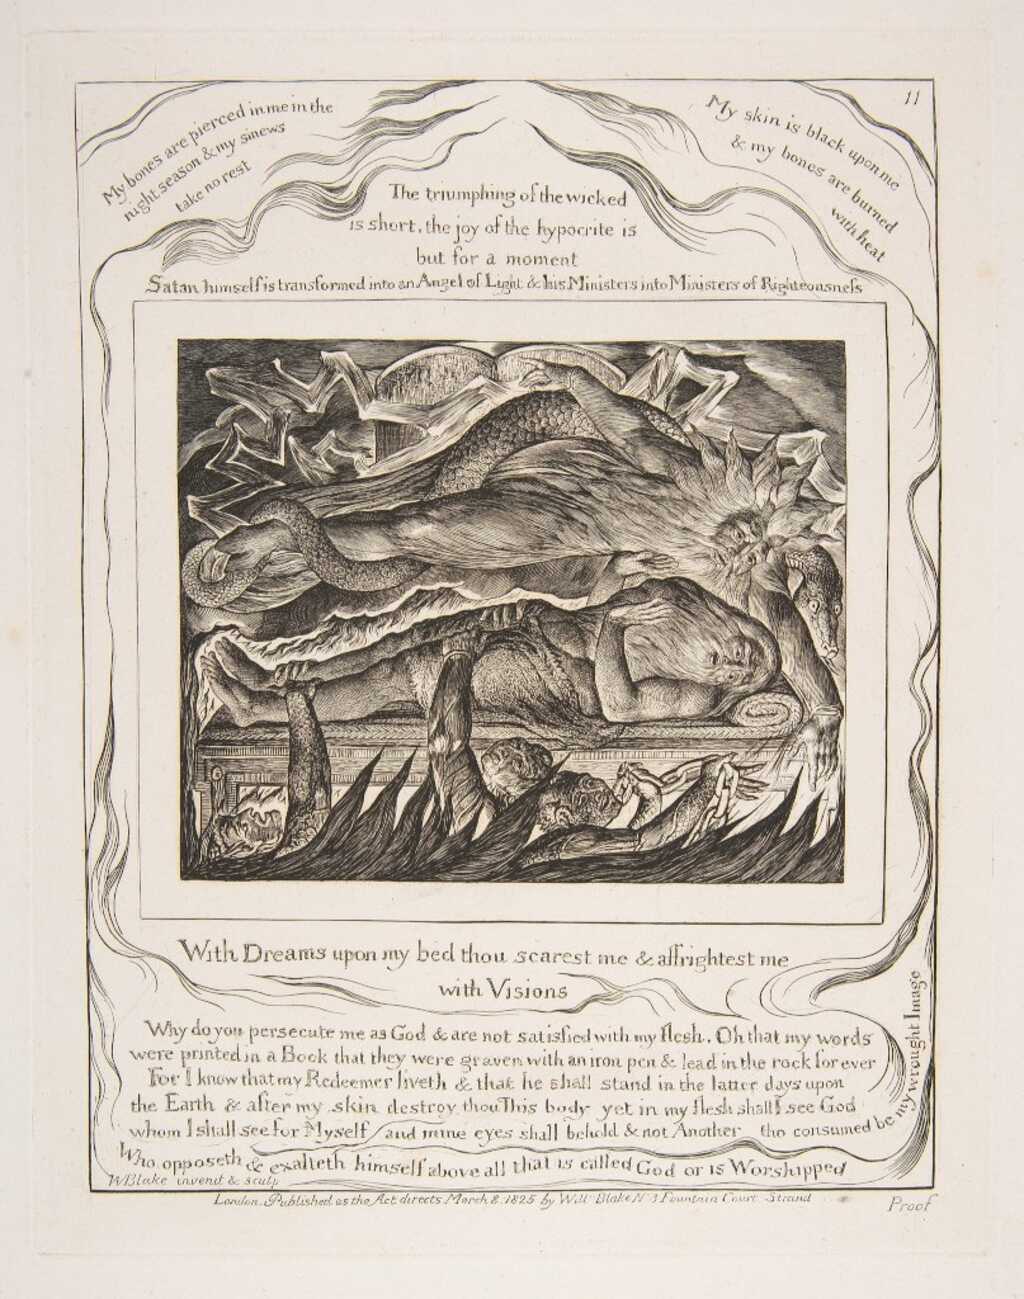 11
My bones are pierced in me in the
night season & my sinews
take no rest
My skin is black upon me
& my bones are burned
with heat
The triumphing of the wicked
is short, the joy of the hypocrite is
but for a moment
Satan himself is transformed into an Angel of Light & his Ministers into Ministers of Righteousness
With Dreams upon my bed thou scarest me & affrightest me
with Visions
Why do you persecute me as God & are not satisfied with my flesh. Oh that my words
were printed in a Book that they were graven with an iron pen & lead in the rock for ever
For I know that my Redeemer liveth & that he shall stand in the latter days upon
the Earth & after my skin destroy thou This body yet in my flesh shall I see God
whom I shall see for Myself and mine eyes shall behold & not Another tho consumed be my wrought Image
Who opposeth & exalteth himself above all that is called God or is Worshipped
WBlake invenit & sculp
London. Published as the Act directs March 8. 1825 by Will Blake N 3 Fountain Court Strand
Proof